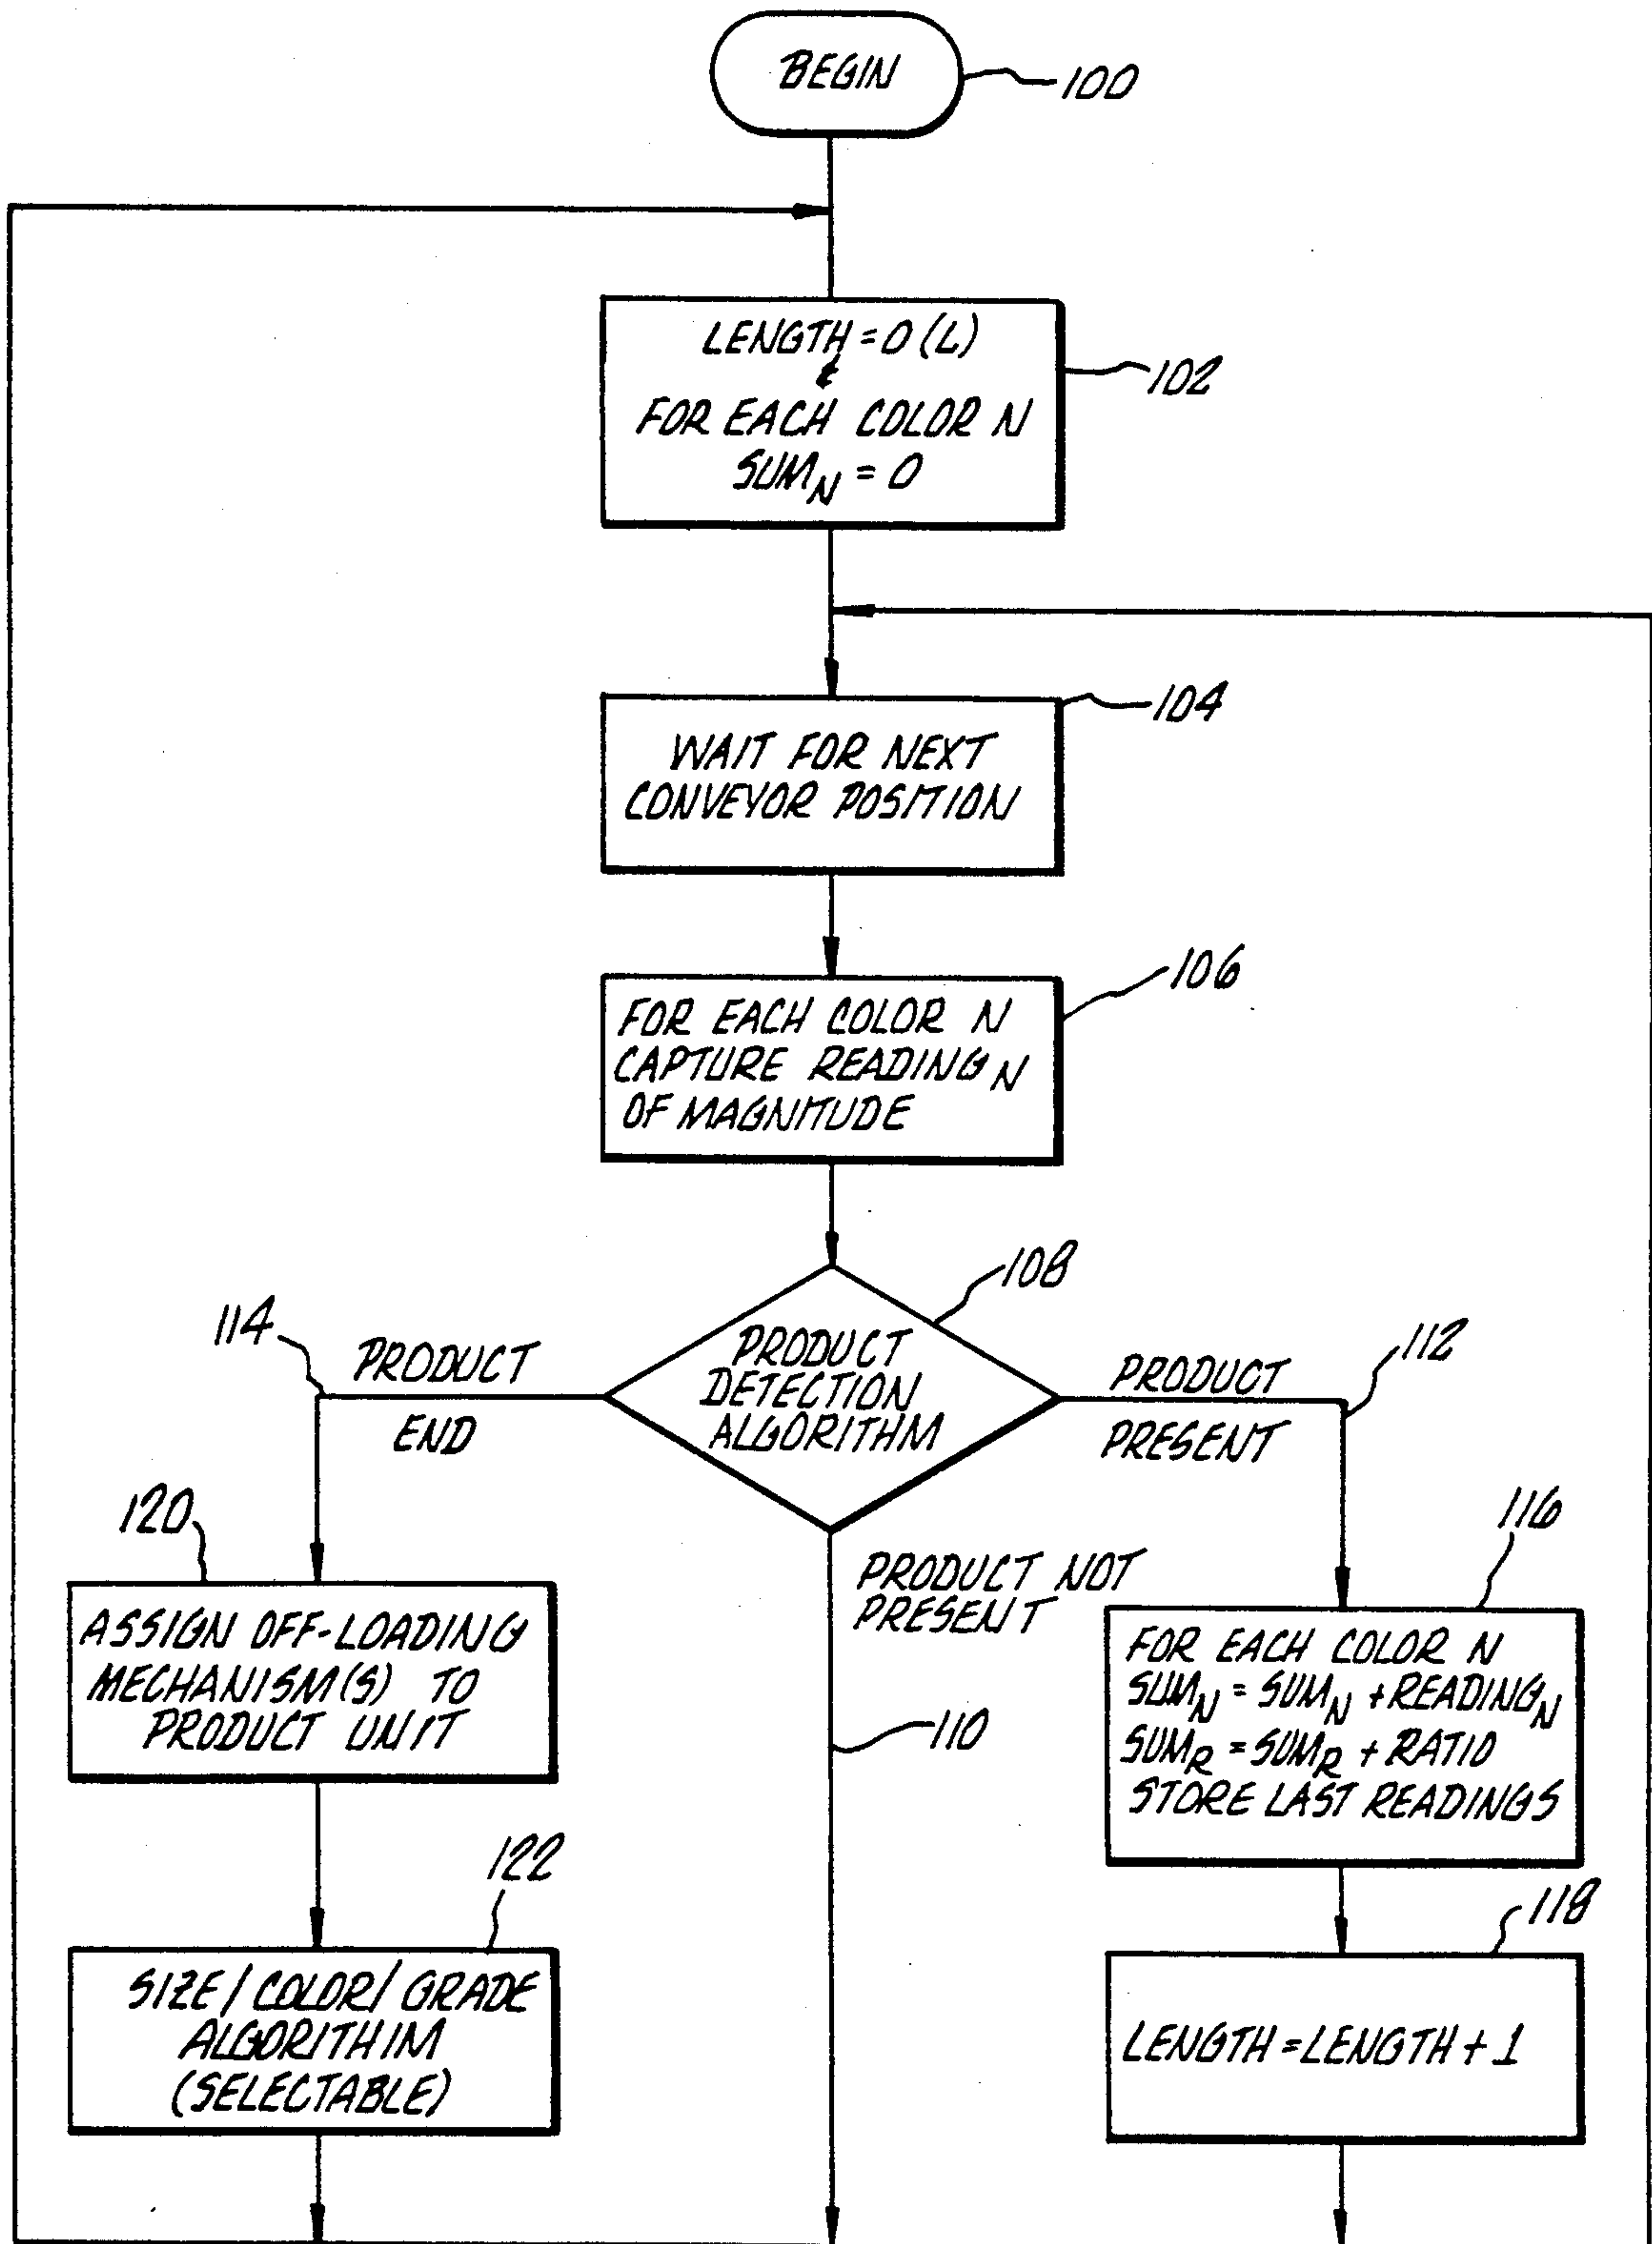 BEGIN
100
LENGTH = 0 (L)
&
FOR EACH COLOR N
SUM_N = 0
102
WAIT FOR NEXT
CONVEYOR POSITION
104
FOR EACH COLOR N
CAPTURE READING_N
OF MAGNITUDE
106
PRODUCT
DETECTION
ALGORITHM
108
114
PRODUCT
END
PRODUCT
PRESENT
112
PRODUCT NOT
PRESENT
110
120
ASSIGN OFF-LOADING
MECHANISM(S) TO
PRODUCT UNIT
116
FOR EACH COLOR N
SUM_N = SUM_N + READING_N
SUM_R = SUM_R + RATIO
STORE LAST READINGS
122
SIZE / COLOR / GRADE
ALGORITHIM
(SELECTABLE)
118
LENGTH = LENGTH + 1